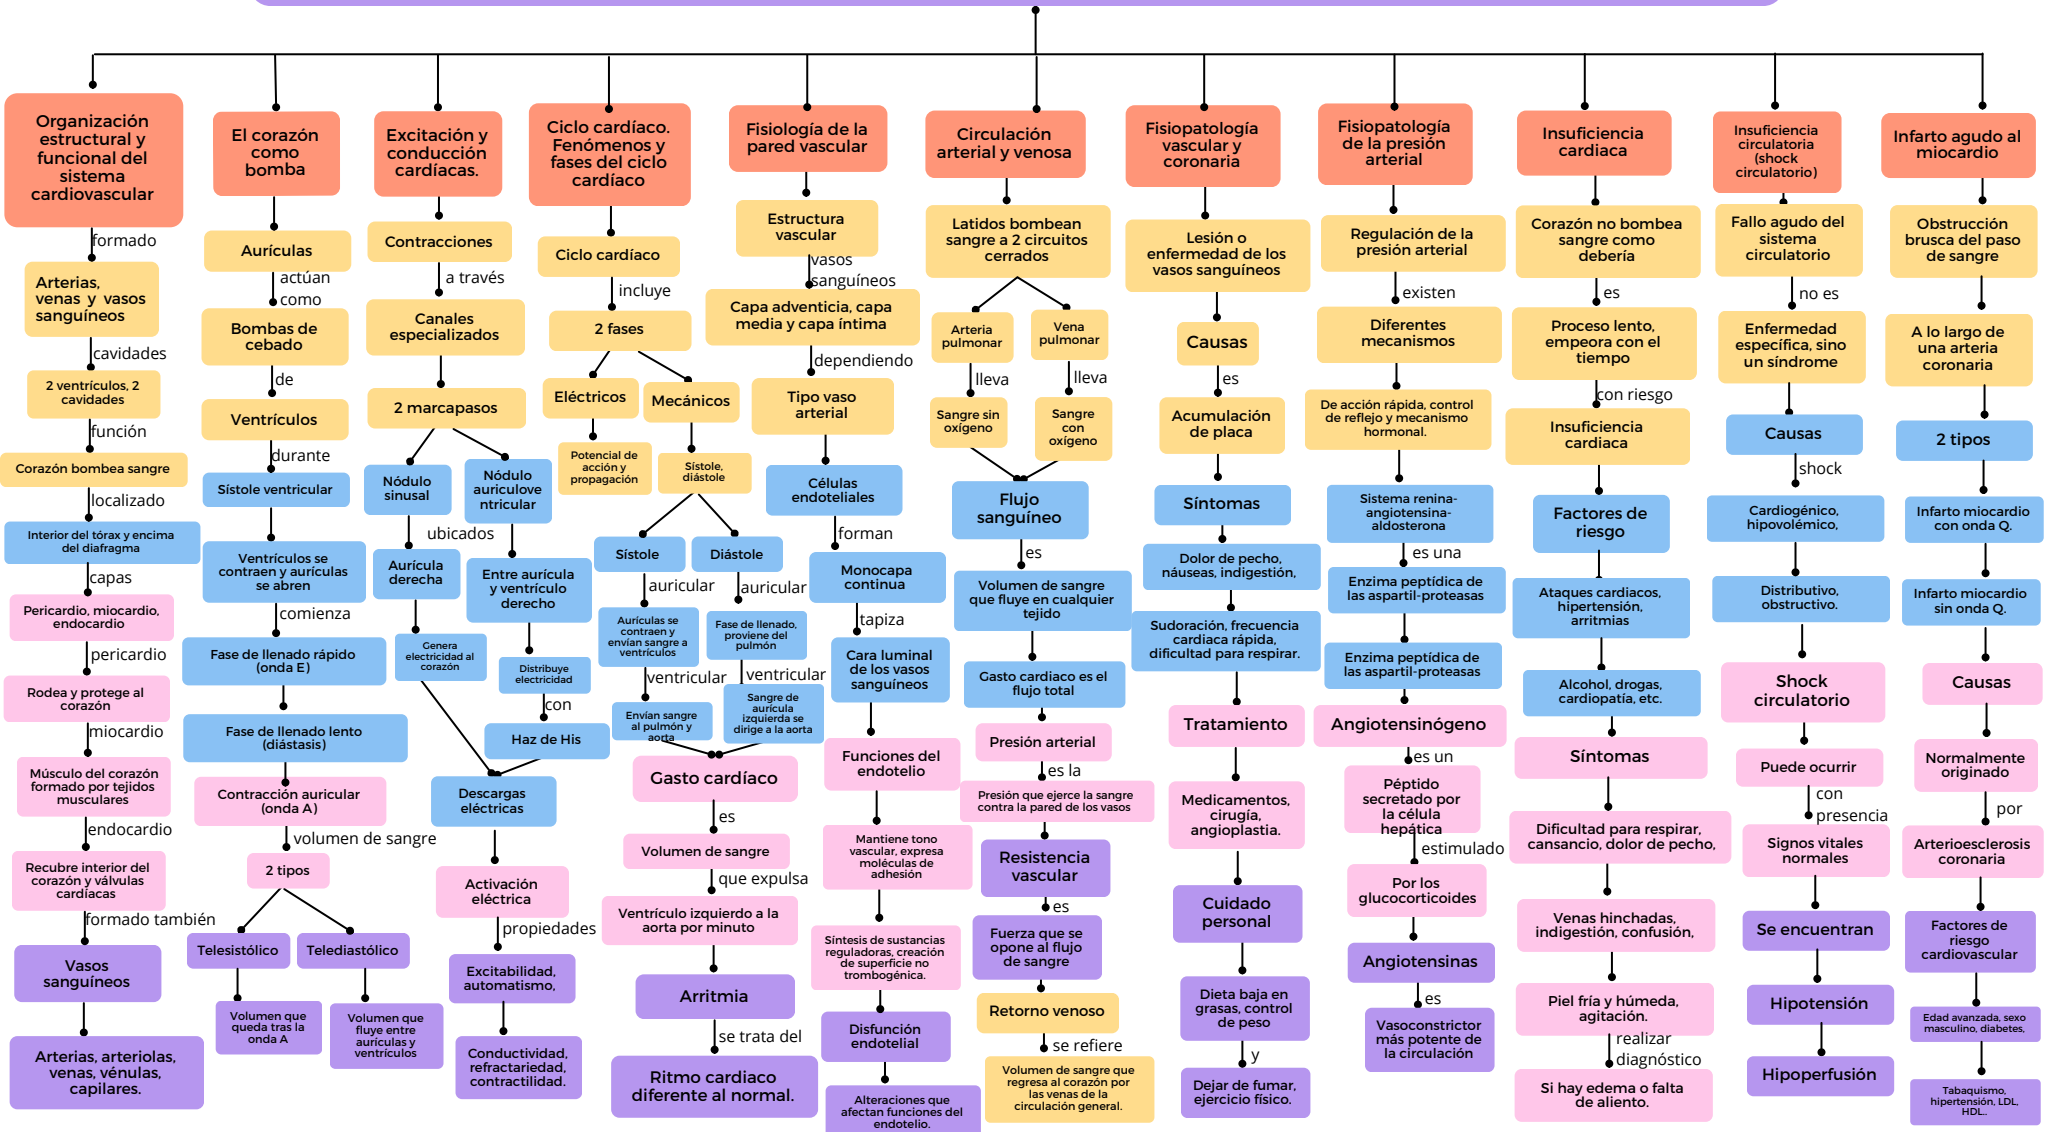 Organización
estructural y
funcional del
sistema
cardiovascular
formado
Arterias,
venas y vasos
sanguíneos
cavidades
2 ventrículos, 2
cavidades
función
Corazón bombea sangre
localizado
Interior del tórax y encima
del diafragma
capas
Pericardio, miocardio,
endocardio
pericardio
Rodea y protege al
corazón
miocardio
Músculo del corazón
formado por tejidos
musculares
endocardio
Recubre interior del
corazón y válvulas
cardíacas
formado también
Vasos
sanguíneos
Arterias, arteriolas,
venas, vénulas,
capilares.
El corazón
como
bomba
Aurículas
actúan
como
Bombas de
cebado
de
Ventrículos
durante
Sístole ventricular
Ventrículos se
contraen y aurículas
se abren
comienza
Fase de llenado rápido
(onda E)
Fase de llenado lento
(diástasis)
Contracción auricular
(onda A)
volumen de sangre
2 tipos
Telesistólico
Telediastólico
Volumen que
queda tras la
onda A
Volumen que
fluye entre
aurículas y
ventrículos
Excitación y
conducción
cardíacas.
Contracciones
a través
Canales
especializados
2 marcapasos
Nódulo
sinusal
Nódulo
auriculove
ntricular
ubicados
Aurícula
derecha
Entre aurícula
y ventrículo
derecho
Genera
electricidad al
corazón
Distribuye
electricidad
con
Haz de His
Descargas
eléctricas
Activación
eléctrica
propiedades
Excitabilidad,
automatismo,
Conductividad,
refractariedad,
contractilidad.
Ciclo cardíaco.
Fenómenos y
fases del ciclo
cardíaco
Ciclo cardíaco
incluye
2 fases
Eléctricos
Mecánicos
Potencial de
acción y
propagación
Sístole,
diástole
Sístole
Diástole
auricular
auricular
Aurículas se
contraen y
envían sangre a
ventrículos
Fase de llenado,
proviene del
pulmón
ventricular
ventricular
Envían sangre
al pulmón y
aorta
Sangre de
aurícula
izquierda se
dirige a la aorta
Gasto cardíaco
es
Volumen de sangre
que expulsa
Ventrículo izquierdo a la
aorta por minuto
Arritmia
se trata del
Ritmo cardiaco
diferente al normal.
Fisiología de la
pared vascular
Estructura
vascular
vasos
sanguíneos
Capa adventicia, capa
media y capa íntima
dependiendo
Tipo vaso
arterial
Células
endoteliales
forman
Monocapa
continua
tapiza
Cara luminal
de los vasos
sanguíneos
Funciones del
endotelio
Mantiene tono
vascular, expresa
moléculas de
adhesión
Síntesis de sustancias
reguladoras, creación
de superficie no
trombogénica.
Disfunción
endotelial
Alteraciones que
afectan funciones del
endotelio.
Circulación
arterial y venosa
Latidos bombean
sangre a 2 circuitos
cerrados
Arteria
pulmonar
Vena
pulmonar
lleva
lleva
Sangre sin
oxígeno
Sangre
con
oxígeno
Flujo
sanguíneo
es
Volumen de sangre
que fluye en cualquier
tejido
Gasto cardiaco es el
flujo total
Presión arterial
es la
Presión que ejerce la sangre
contra la pared de los vasos
Resistencia
vascular
es
Fuerza que se
opone al flujo
de sangre
Retorno venoso
se refiere
Volumen de sangre que
regresa al corazón por
las venas de la
circulación general.
Fisiopatología
vascular y
coronaria
Lesión o
enfermedad de los
vasos sanguíneos
Causas
es
Acumulación
de placa
Síntomas
Dolor de pecho,
náuseas, indigestión,
Sudoración, frecuencia
cardiaca rápida,
dificultad para respirar.
Tratamiento
Medicamentos,
cirugía,
angioplastia.
Cuidado
personal
Dieta baja en
grasas, control
de peso
y
Dejar de fumar,
ejercicio físico.
Fisiopatología
de la presión
arterial
Regulación de la
presión arterial
existen
Diferentes
mecanismos
De acción rápida, control
de reflejo y mecanismo
hormonal.
Sistema renina-
angiotensina-
aldosterona
es una
Enzima peptídica de
las aspartil-proteasas
Enzima peptídica de
las aspartil-proteasas
Angiotensinógeno
es un
Péptido
secretado por
la célula
hepática
estimulado
Por los
glucocorticoides
Angiotensinas
es
Vasoconstrictor
más potente de
la circulación
Insuficiencia
cardiaca
Corazón no bombea
sangre como
debería
es
Proceso lento,
empeora con el
tiempo
con riesgo
Insuficiencia
cardiaca
Factores de
riesgo
Ataques cardiacos,
hipertensión,
arritmias
Alcohol, drogas,
cardiopatía, etc.
Síntomas
Dificultad para respirar,
cansancio, dolor de pecho,
Venas hinchadas,
indigestión, confusión,
Piel fría y húmeda,
agitación.
realizar
diagnóstico
Si hay edema o falta
de aliento.
Insuficiencia
circulatoria
(shock
circulatorio)
Fallo agudo del
sistema
circulatorio
no es
Enfermedad
específica, sino
un síndrome
Causas
shock
Cardiogénico,
hipovolémico,
Distributivo,
obstructivo.
Shock
circulatorio
Puede ocurrir
con
presencia
Signos vitales
normales
Se encuentran
Hipotensión
Hipoperfusión
Infarto agudo al
miocardio
Obstrucción
brusca del paso
de sangre
A lo largo de
una arteria
coronaria
2 tipos
Infarto miocardio
con onda Q.
Infarto miocardio
sin onda Q.
Causas
Normalmente
originado
por
Arterioesclerosis
coronaria
Factores de
riesgo
cardiovascular
Edad avanzada, sexo
masculino, diabetes,
Tabaquismo,
hipertensión, LDL,
HDL..